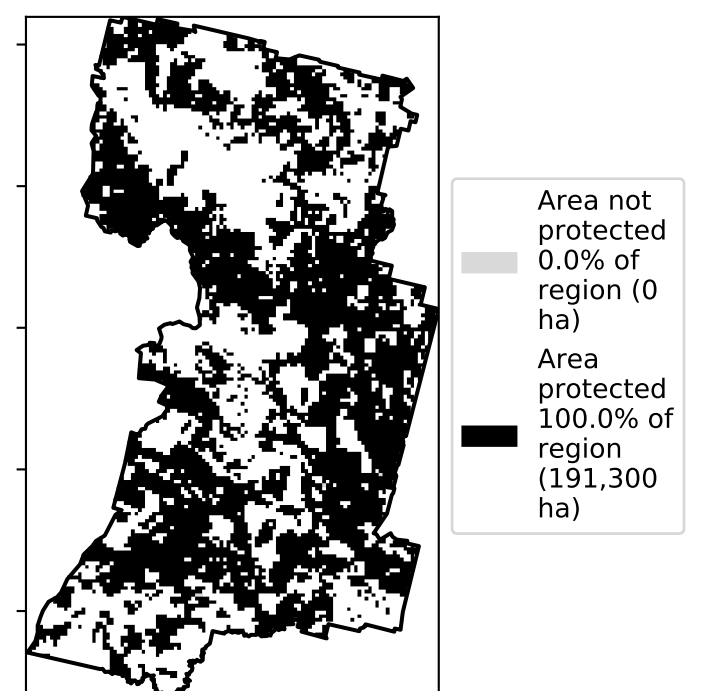 Area not
protected
0.0% of
region (0
ha)
Area
protected
100.0% of
region
(191,300
ha)